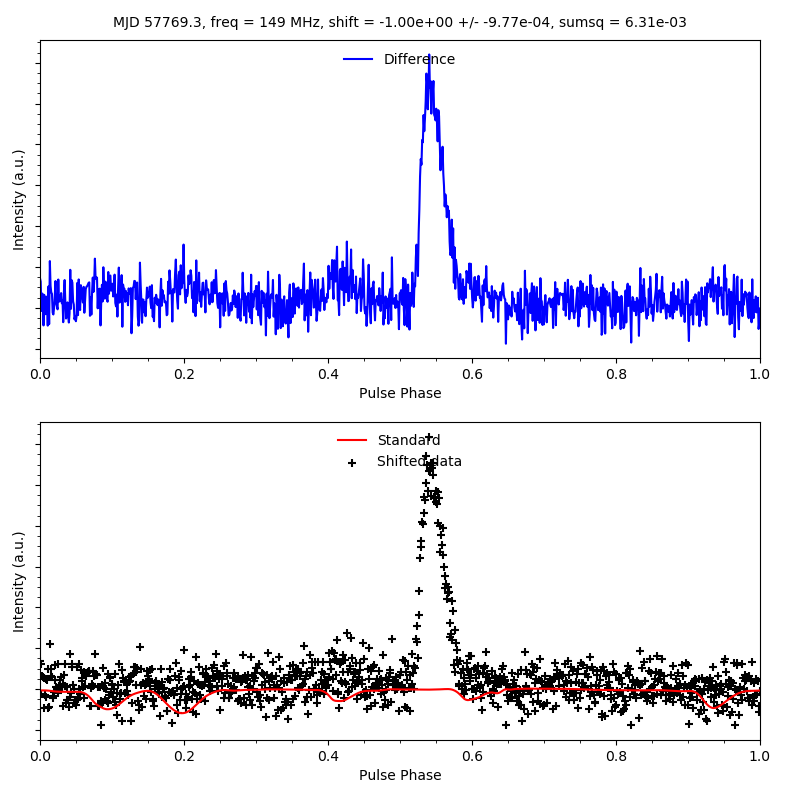 MJD 57769.3, freq = 149 MHz, shift = -1.00e+00 +/- -9.77e-04, sumsq = 6.31e-03
Difference
Intensity (a.u.)
0.0 0.2 0.4 0.6 0.8 1.0
Pulse Phase
Standard
Shifted data
Intensity (a.u.)
0.0 0.2 0.4 0.6 0.8 1.0
Pulse Phase